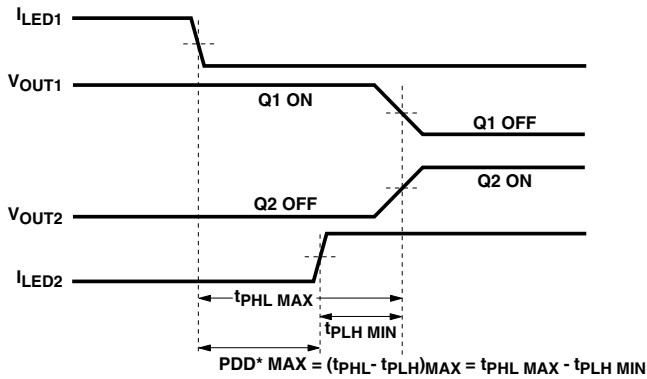 ILED1
VOUT1
Q1 ON
Q1 OFF
Q2 ON
Q2 OFF
VOUT2
ILED2
tPHL MAX
tPLH MIN
PDD* MAX = (tPHL- tPLH)MAX = tPHL MAX - tPLH MIN